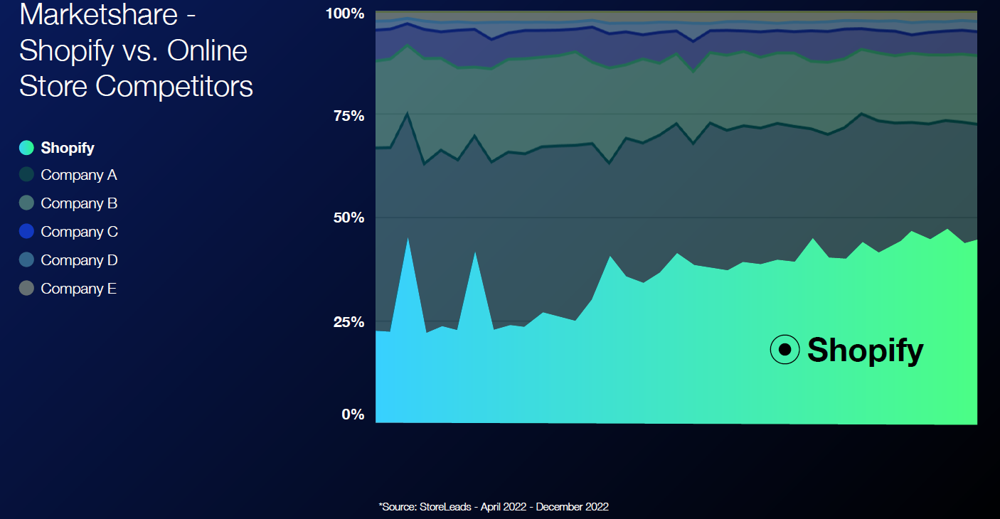 Marketshare -
Shopify vs. Online
Store Competitors
Shopify
Company A
Company B
Company C
Company D
Company E
100%
75%
50%
25%
0%
Shopify
*Source: StoreLeads - April 2022 - December 2022